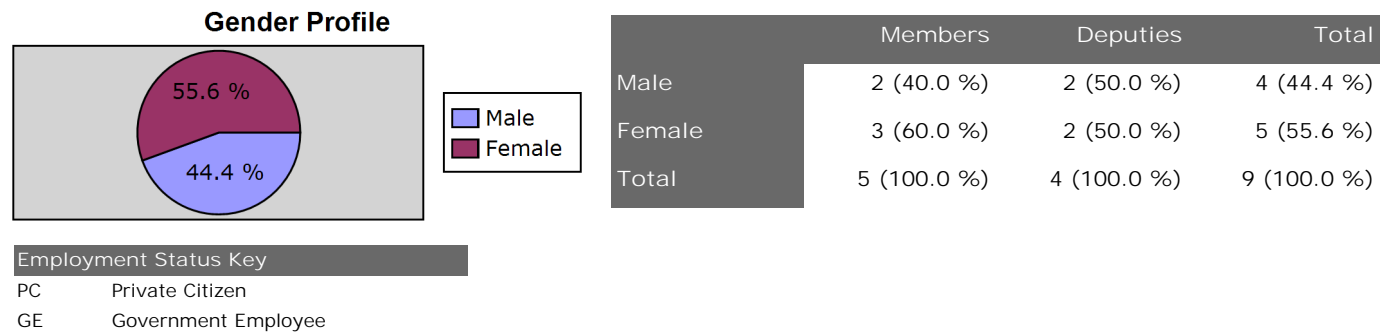 Gender Profile
55.6 %
44.4 %
Male
Female
Members Deputies Total
Male 2 (40.0 %) 2 (50.0 %) 4 (44.4 %)
Female 3 (60.0 %) 2 (50.0 %) 5 (55.6 %)
Total 5 (100.0 %) 4 (100.0 %) 9 (100.0 %)
Employment Status Key
PC Private Citizen
GE Government Employee